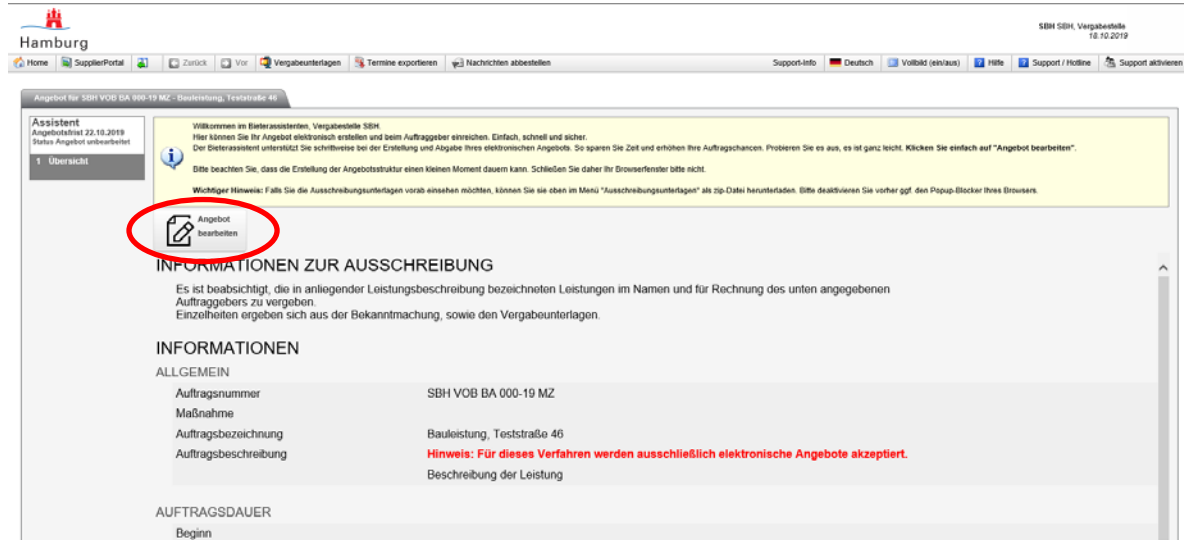 Hamburg
SBH SBH, Vergabestelle
18.10.2019
Home SupplierPortal Zurück Vor Vergabeunterlagen Termine exportieren Nachrichten abbestellen Support-Info Deutsch Vollbild (ein/aus) Hilfe Support / Hotline Support aktivieren
Angebot für SBH VOB BA 000-19 MZ - Bauleistung, Teststraße 46
Assistent
Angebotsfrist 22.10.2019
Status Angebot unbearbeitet
1 Übersicht
Willkommen im Bieterassistenten, Vergabestelle SBH.
Hier können Sie Ihr Angebot elektronisch erstellen und beim Auftraggeber einreichen. Einfach, schnell und sicher.
Der Bieterassistent unterstützt Sie schrittweise bei der Erstellung und Abgabe Ihres elektronischen Angebots. So sparen Sie Zeit und erhöhen Ihre Auftragschancen. Probieren Sie es aus, es ist ganz leicht. Klicken Sie einfach auf "Angebot bearbeiten".
Bitte beachten Sie, dass die Erstellung der Angebotsstruktur einen kleinen Moment dauern kann. Schließen Sie daher Ihr Browserfenster bitte nicht.
Wichtiger Hinweis: Falls Sie die Ausschreibungsunterlagen vorab einsehen möchten, können Sie sie oben im Menü "Ausschreibungsunterlagen" als zip-Datei herunterladen. Bitte deaktivieren Sie vorher ggf. den Popup-Blocker Ihres Browsers.
Angebot
bearbeiten
INFORMATIONEN ZUR AUSSCHREIBUNG
Es ist beabsichtigt, die in anliegender Leistungsbeschreibung bezeichneten Leistungen im Namen und für Rechnung des unten angegebenen
Auftraggebers zu vergeben.
Einzelheiten ergeben sich aus der Bekanntmachung, sowie den Vergabeunterlagen.
INFORMATIONEN
ALLGEMEIN
Auftragsnummer SBH VOB BA 000-19 MZ
Maßnahme
Auftragsbezeichnung Bauleistung, Teststraße 46
Auftragsbeschreibung Hinweis: Für dieses Verfahren werden ausschließlich elektronische Angebote akzeptiert.
Beschreibung der Leistung
AUFTRAGSDAUER
Beginn